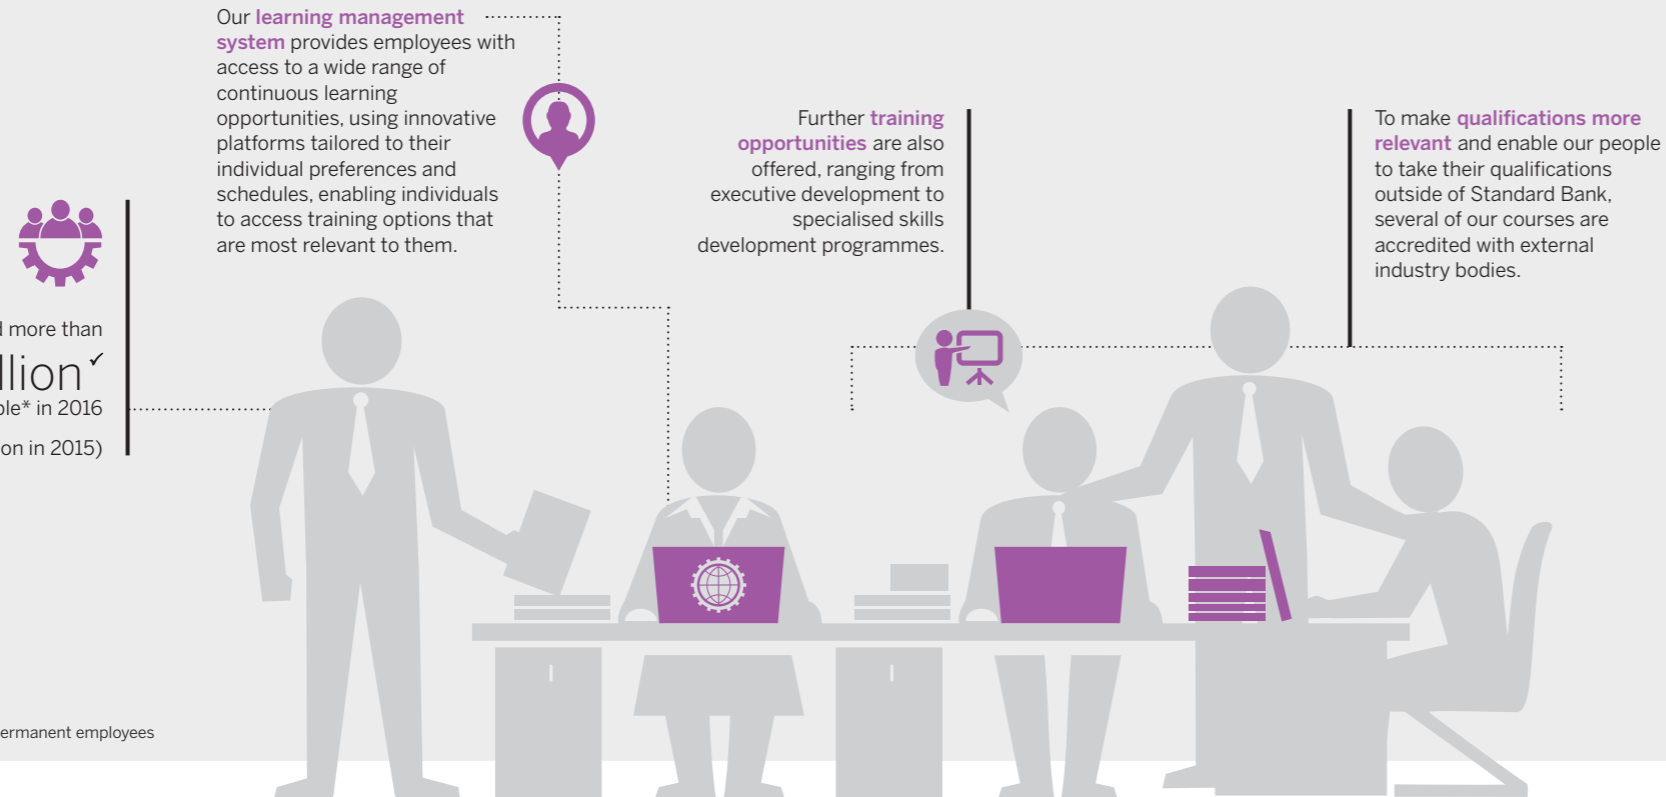 Our learning management
system provides employees with
access to a wide range of
continuous learning
opportunities, using innovative
platforms tailored to their
individual preferences and
schedules, enabling individuals
to access training options that
are most relevant to them.
Further training
opportunities are also
offered, ranging from
executive development to
specialised skills
development programmes.
To make qualifications more
relevant and enable our people
to take their qualifications
outside of Standard Bank,
several of our courses are
accredited with external
industry bodies.
more than
in 2016
in 2015)
employees